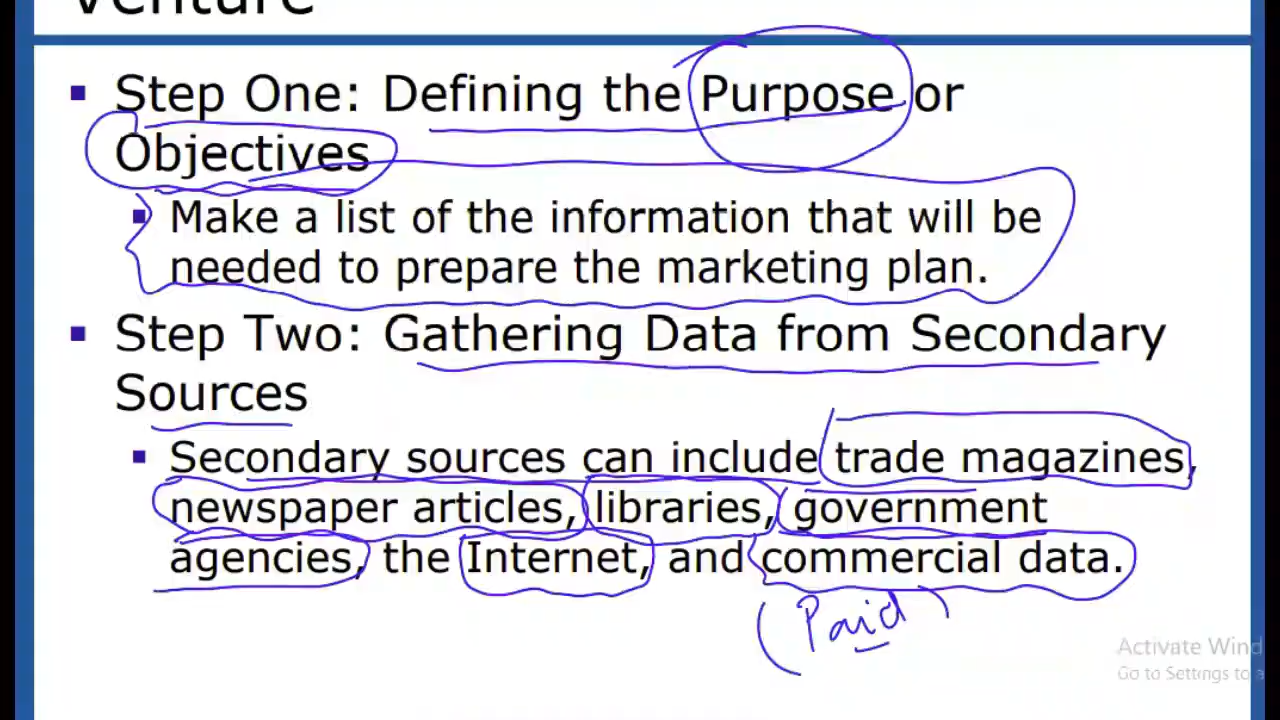 venture
Step One: Defining the Purpose or
Objectives
Make a list of the information that will be
needed to prepare the marketing plan.
Step Two: Gathering Data from Secondary
Sources
Secondary sources can include trade magazines,
newspaper articles, libraries, government
agencies, the Internet, and commercial data.
(Paid)
Activate Wind
Go to Settings to a